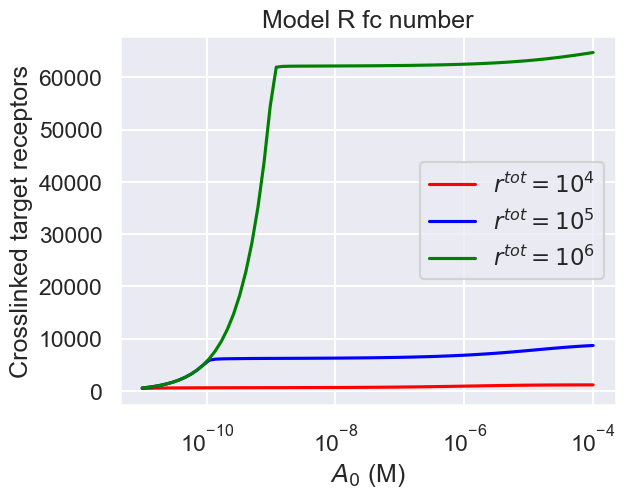 Model R fc number
Crosslinked target receptors
60000
50000
40000
30000
20000
10000
0
r^{tot} = 10^4
r^{tot} = 10^5
r^{tot} = 10^6
10^{-10} 10^{-8} 10^{-6} 10^{-4}
A_0 (M)